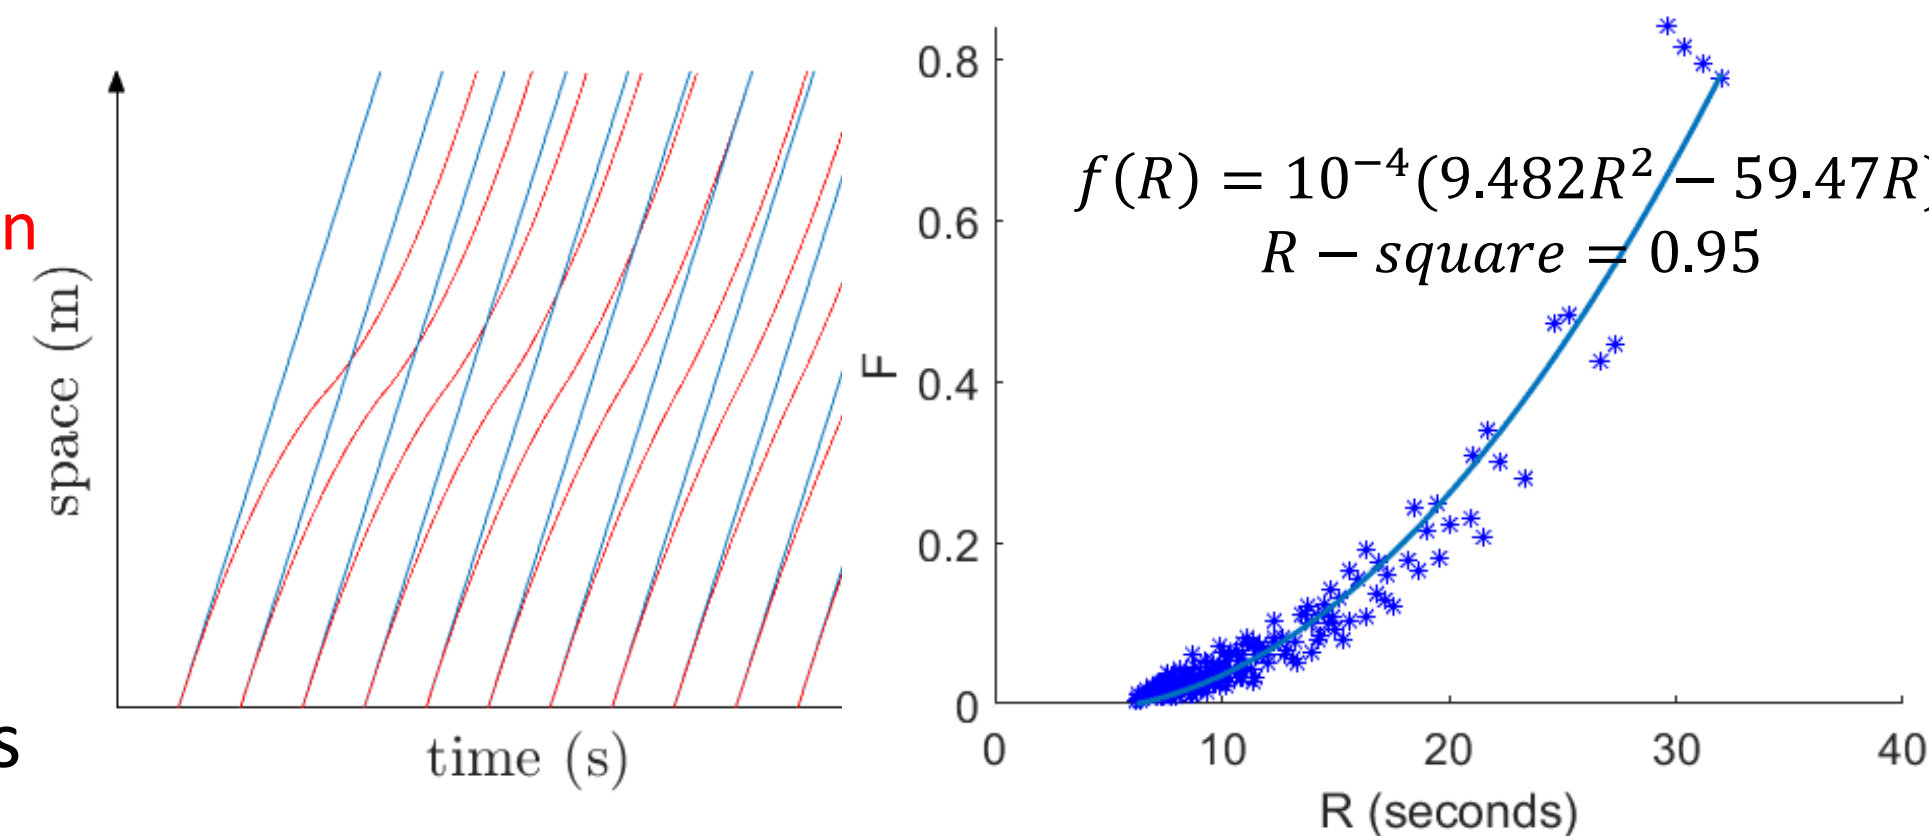 n
space (m)
time (s)
s
0.8
0.6
0.4
0.2
0
F
f(R) = 10⁻⁴(9.482R² − 59.47R)
R − square = 0.95
0 10 20 30 40
R (seconds)